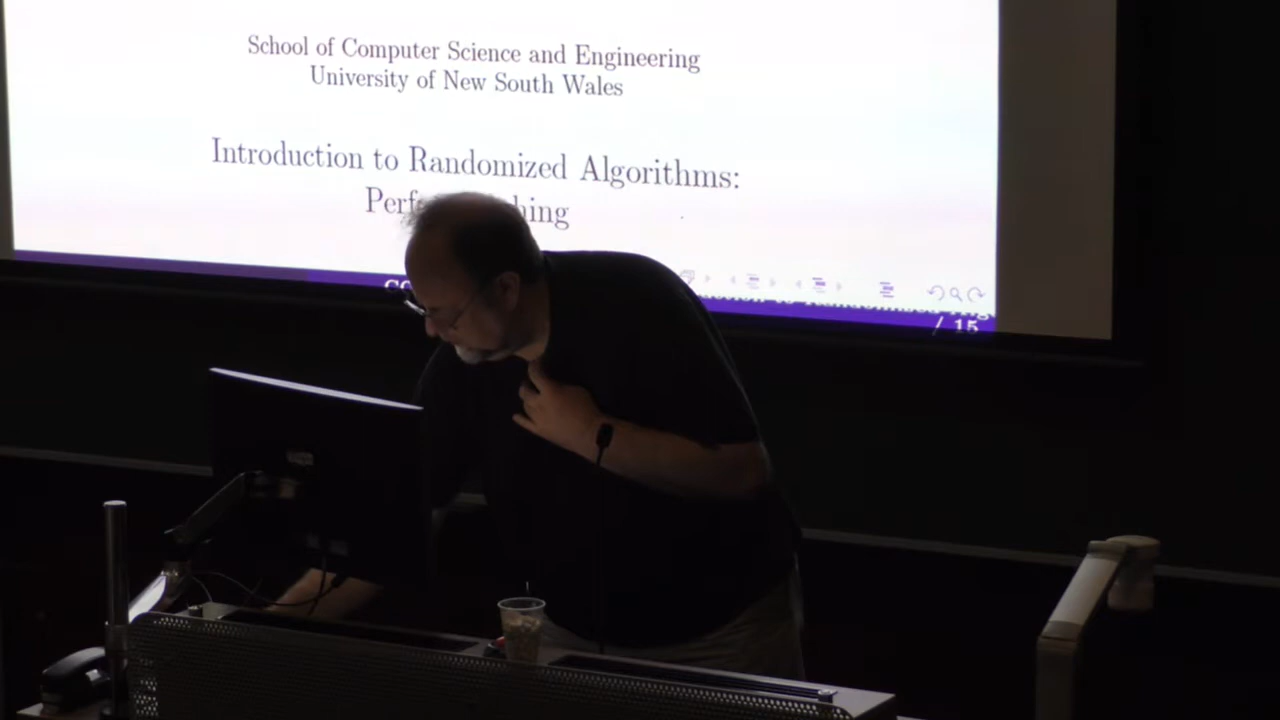 School of Computer Science and Engineering
University of New South Wales
Introduction to Randomized Algorithms:
/ 15